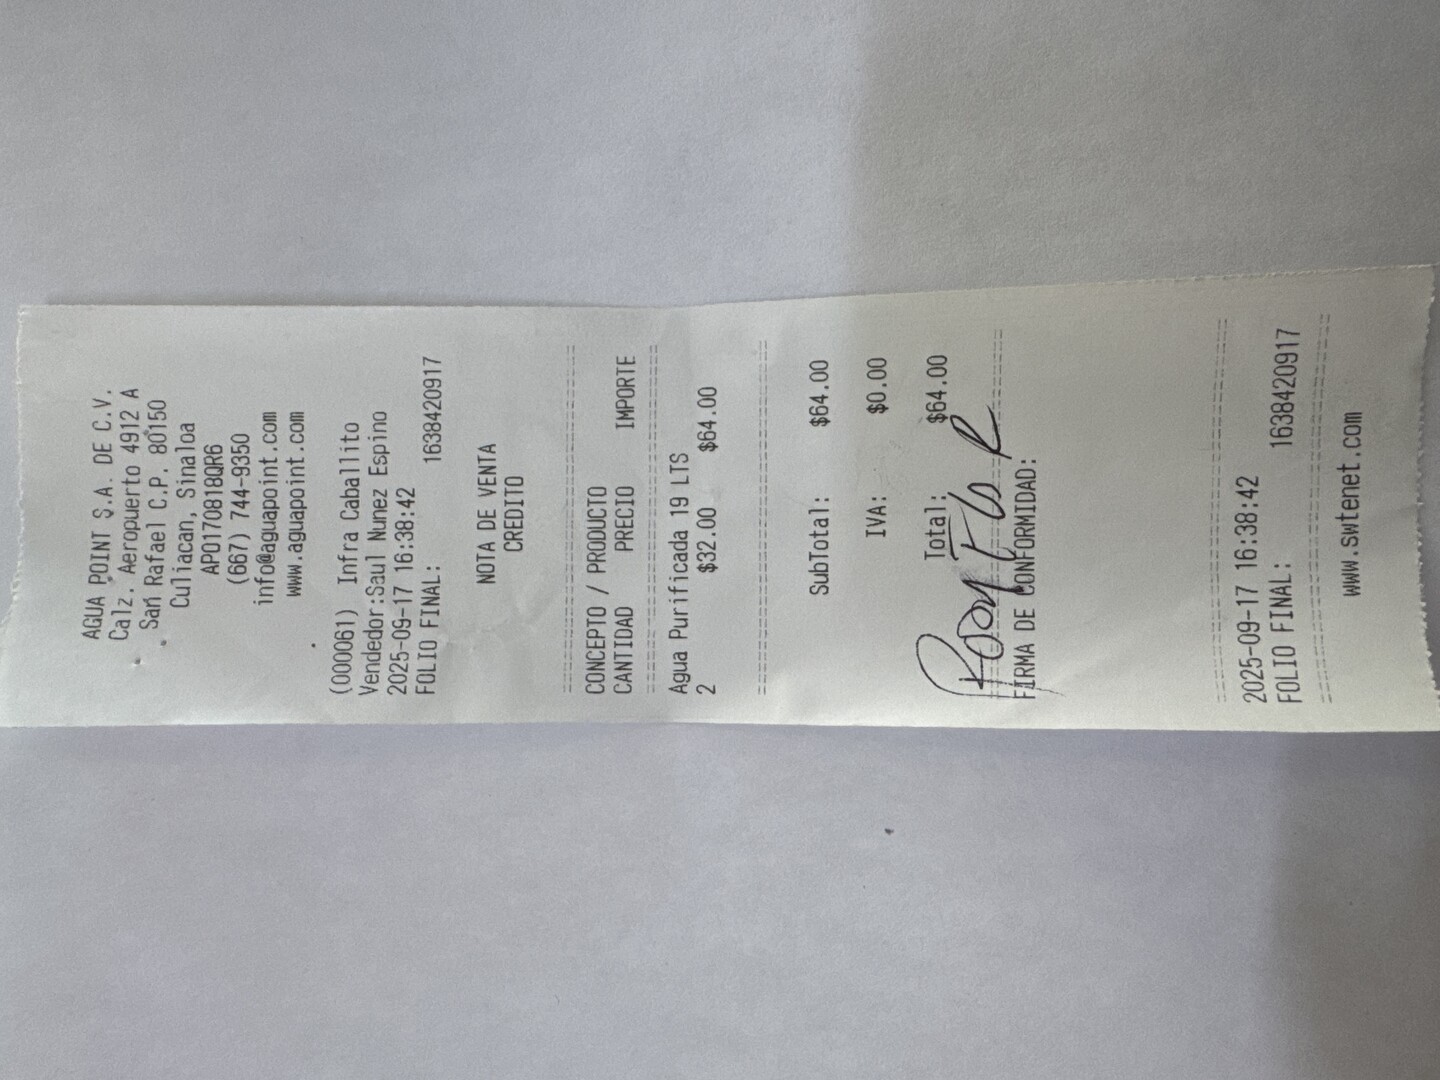 AGUA POINT S.A. DE C.V.
Calz. Aeropuerto 4912 A
San Rafael C.P. 80150
Culiacan, Sinaloa
APO170818QR6
(667) 744-9350
info@aguapoint.com
www.aguapoint.com
(000061) Infra Caballito
Vendedor:Saul Nunez Espino
2025-09-17 16:38:42
FOLIO FINAL: 1638420917
NOTA DE VENTA
CREDITO
==============================
CONCEPTO / PRODUCTO
CANTIDAD PRECIO IMPORTE
==============================
Agua Purificada 19 LTS
2 $32.00 $64.00
==============================
SubTotal: $64.00
IVA: $0.00
Total: $64.00
==============================
FIRMA DE CONFORMIDAD:
==============================
2025-09-17 16:38:42
FOLIO FINAL: 1638420917
==============================
www.swtenet.com